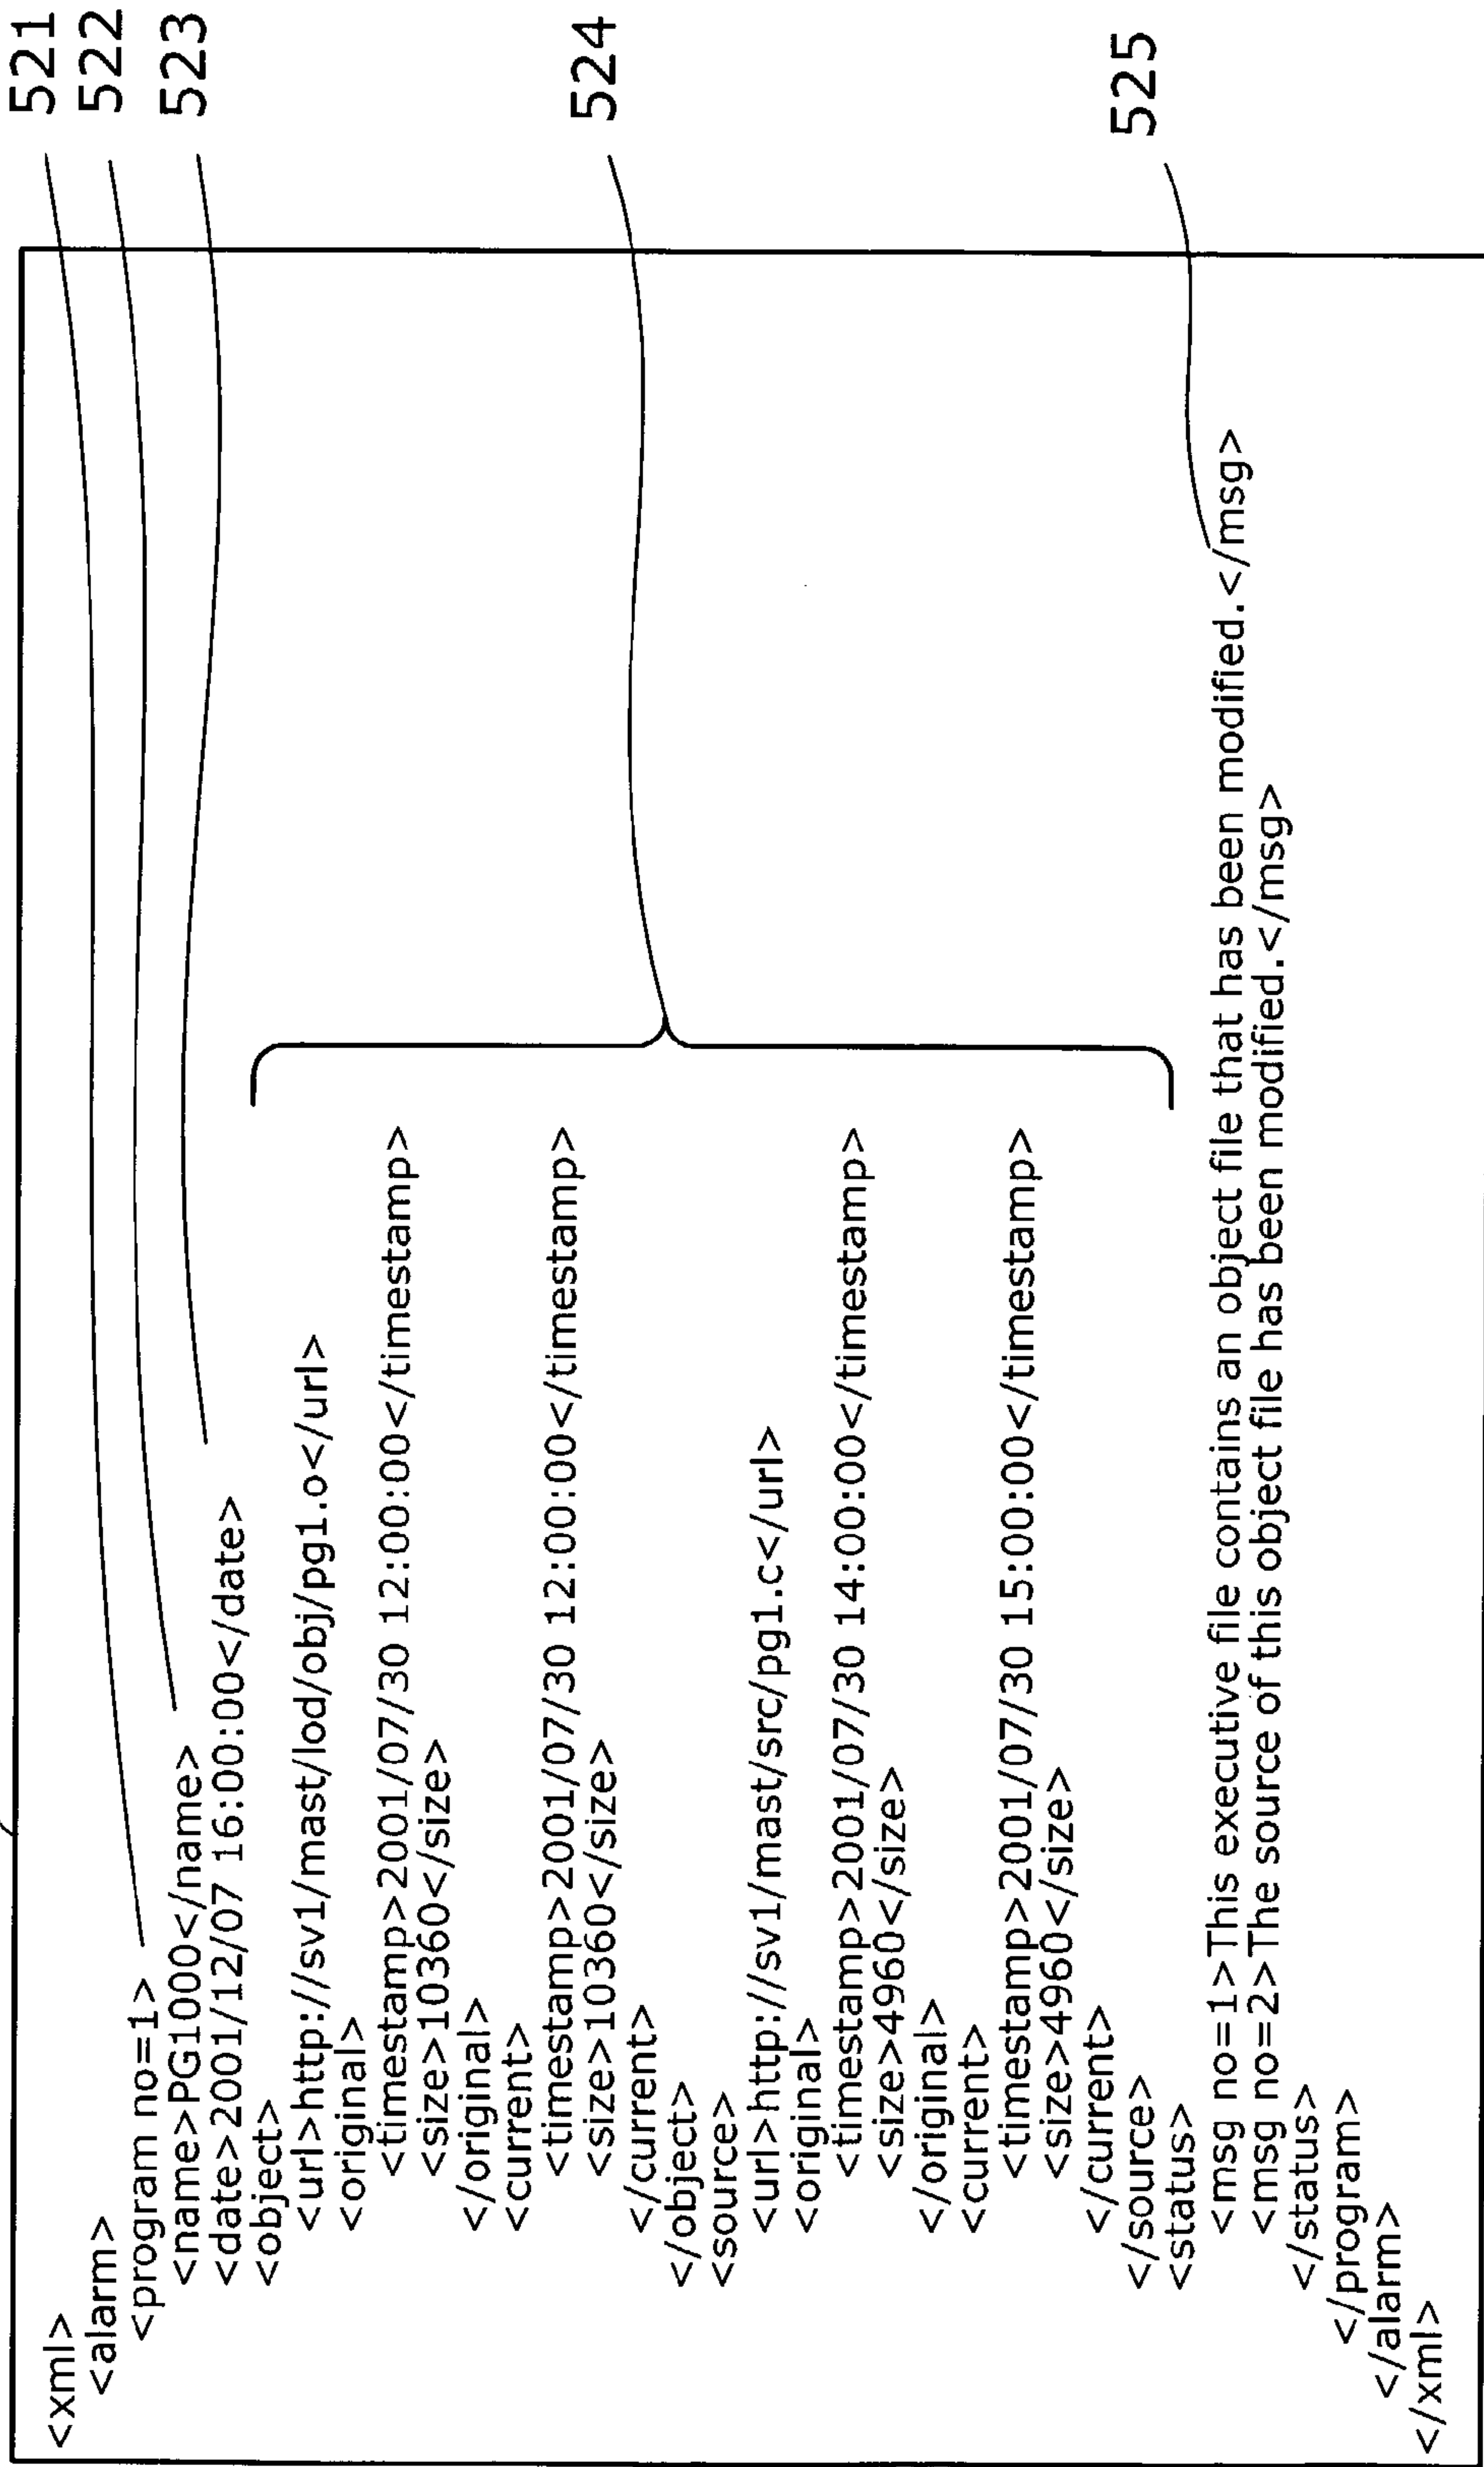 521
522
523
524
525
<xml>
<alarm>
<program no=1>
<name>PG1000</name>
<date>2001/12/07 16:00:00</date>
<object>
<url>http://sv1/mast/lod/obj/pg1.o</url>
<original>
<timestamp>2001/07/30 12:00:00</timestamp>
<size>10360</size>
</original>
<current>
<timestamp>2001/07/30 12:00:00</timestamp>
<size>10360</size>
</current>
</object>
<source>
<url>http://sv1/mast/src/pg1.c</url>
<original>
<timestamp>2001/07/30 14:00:00</timestamp>
<size>4960</size>
</original>
<current>
<timestamp>2001/07/30 15:00:00</timestamp>
<size>4960</size>
</current>
</source>
<status>
<msg no=1>This executive file contains an object file that has been modified.</msg>
<msg no=2>The source of this object file has been modified.</msg>
</status>
</program>
</alarm>
</xml>